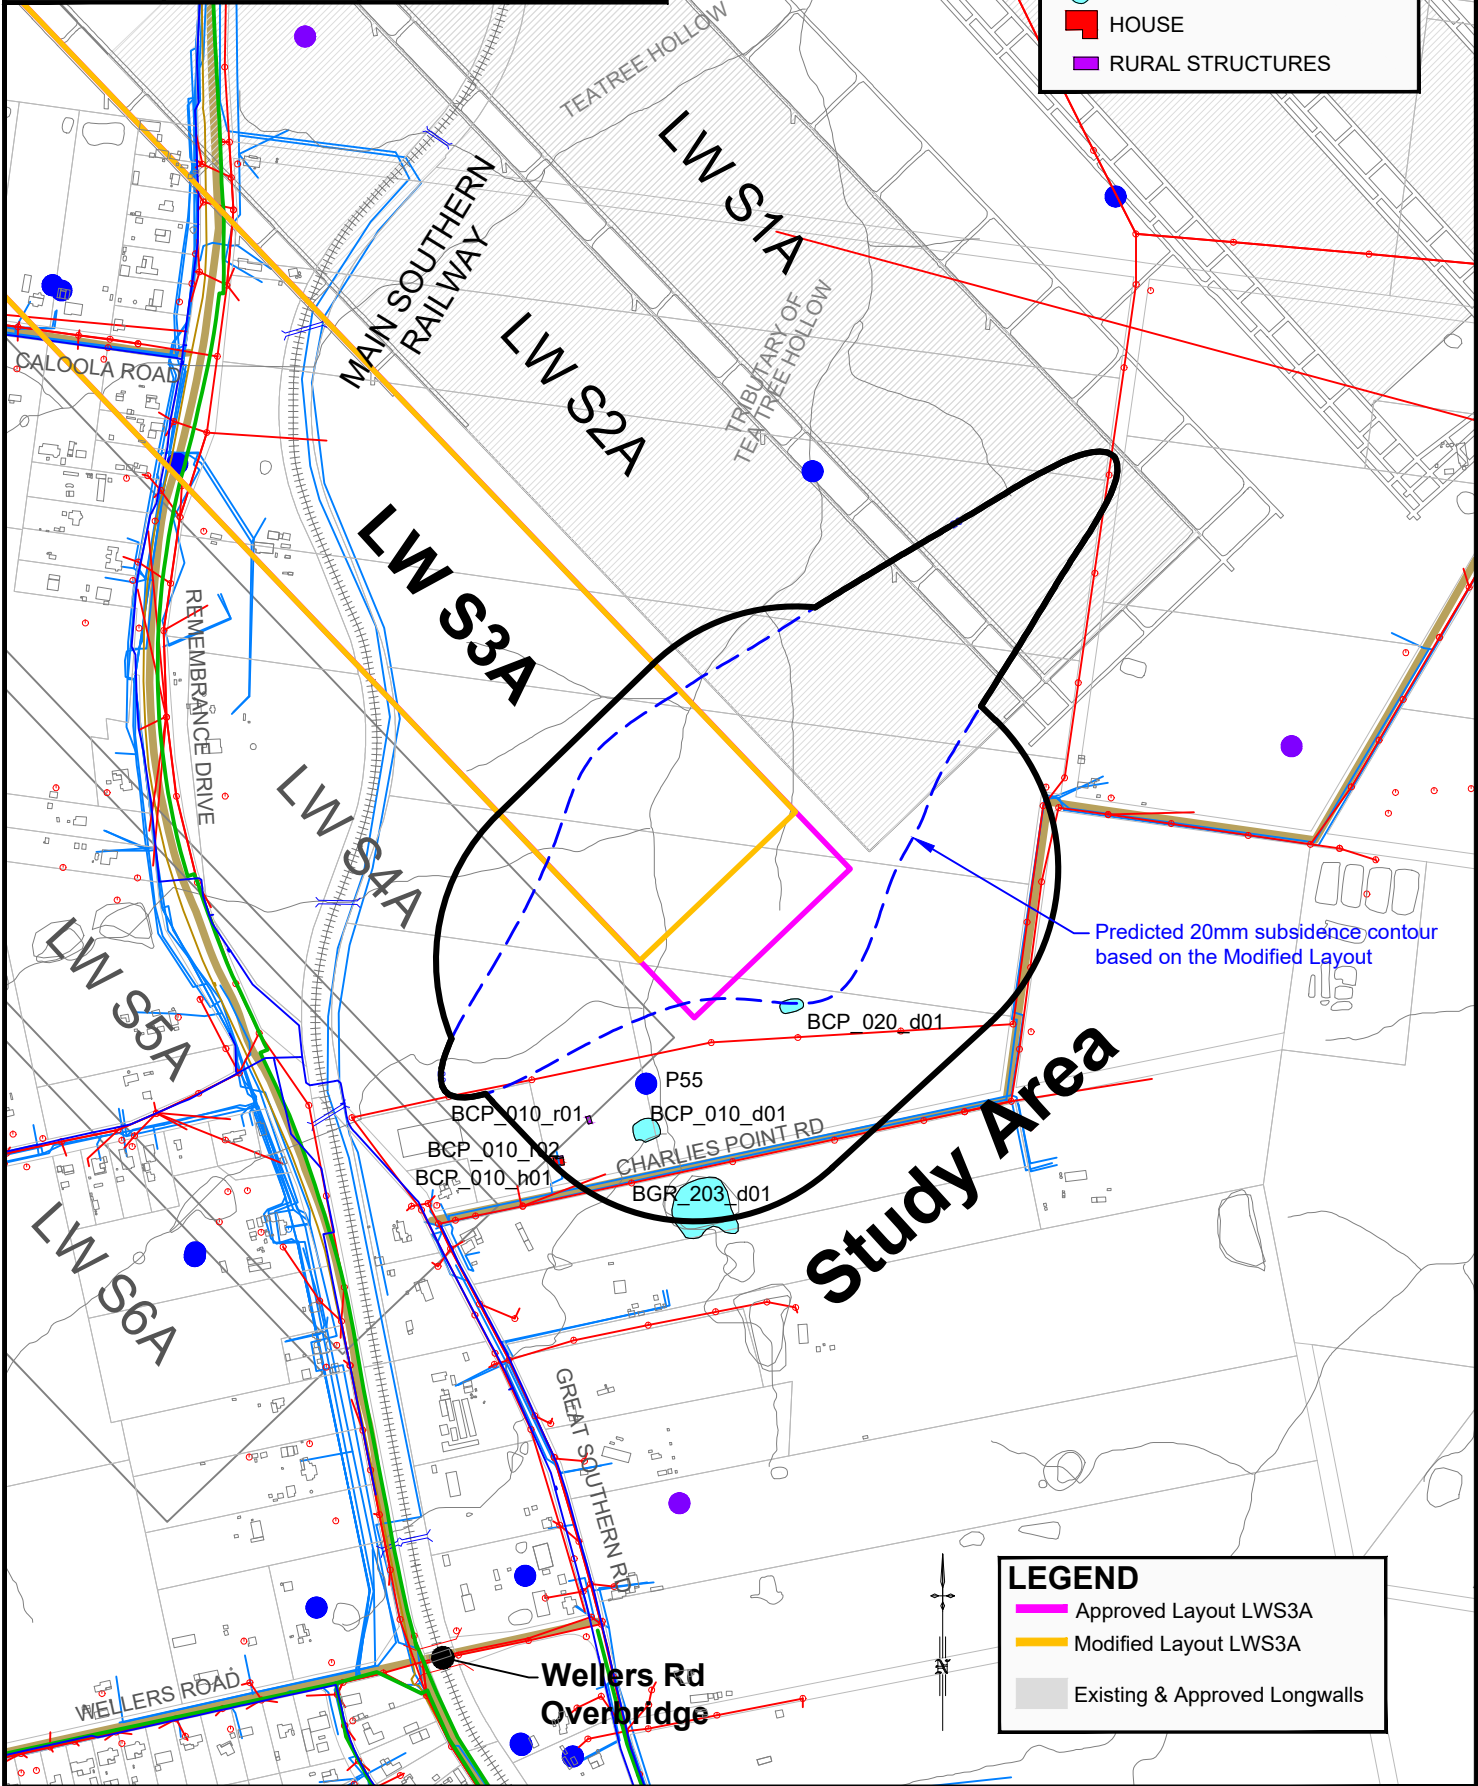 HOUSE
RURAL STRUCTURES
TEATREE HOLLOW
LW S1A
MAIN SOUTHERN
RAILWAY
LW S2A
TRIBUTARY OF
TEA TREE HOLLOW
CALOOLA ROAD
LW S3A
REMEMBRANCE DRIVE
LW S4A
LW S5A
LW S6A
Predicted 20mm subsidence contour
based on the Modified Layout
BCP_020_d01
P55
BCP_010_r01
BCP_010_d01
BCP_010_r02
CHARLIES POINT RD
BCP_010_h01
BGR_203_d01
Study Area
GREAT SOUTHERN RD
WELLERS ROAD
Wellers Rd
Overbridge
N
LEGEND
Approved Layout LWS3A
Modified Layout LWS3A
Existing & Approved Longwalls